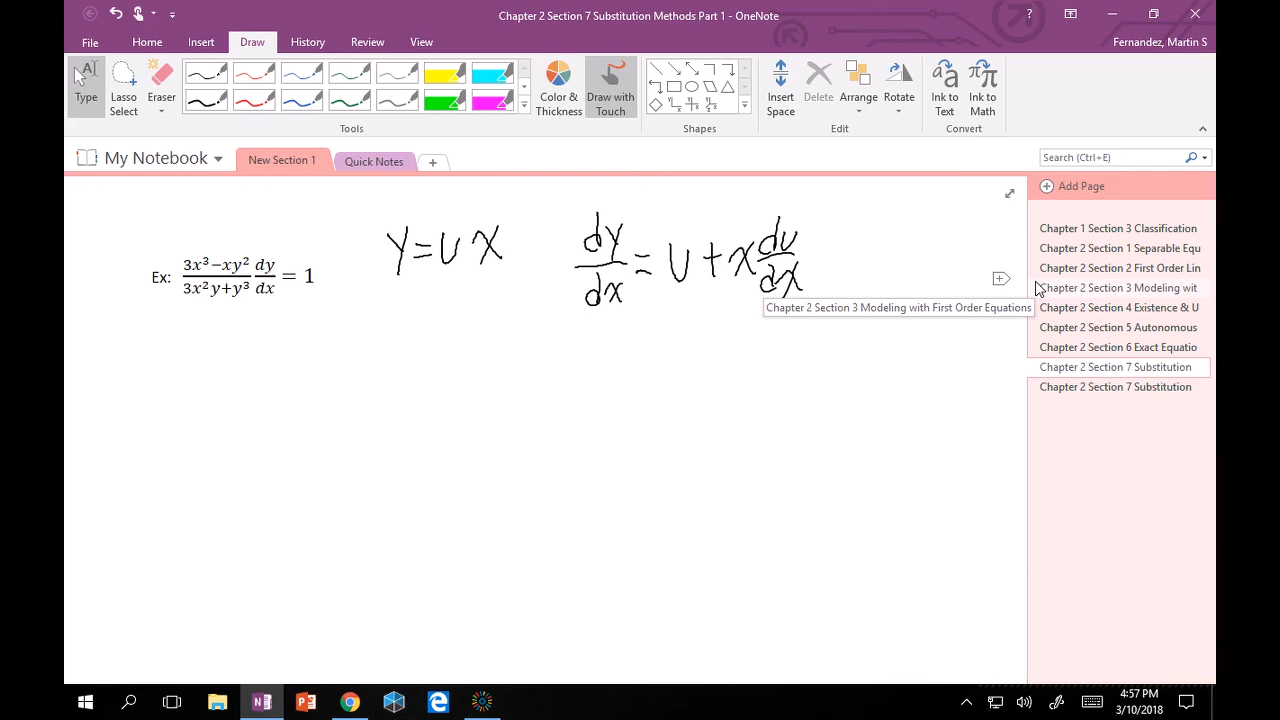 Chapter 2 Section 7 Substitution Methods Part 1 - OneNote
?
File
Home
Insert
Draw
History
Review
View
Fernandez, Martin S
Type
Lasso Select
Eraser
Color & Thickness
Draw with Touch
Insert Space
Delete
Arrange
Rotate
Ink to Text
Ink to Math
Tools
Shapes
Edit
Convert
My Notebook
New Section 1
Quick Notes
+
Search (Ctrl+E)
Add Page
Chapter 1 Section 3 Classification
Chapter 2 Section 1 Separable Equ
Chapter 2 Section 2 First Order Lin
Chapter 2 Section 3 Modeling wit
Chapter 2 Section 4 Existence & U
Chapter 2 Section 5 Autonomous
Chapter 2 Section 6 Exact Equatio
Chapter 2 Section 7 Substitution
Chapter 2 Section 7 Substitution
Ex: (3x³−xy²)/(3x²y+y³) dy/dx = 1
y = u x
dy/dx = u + x du/dx
Chapter 2 Section 3 Modeling with First Order Equations
4:57 PM
3/10/2018